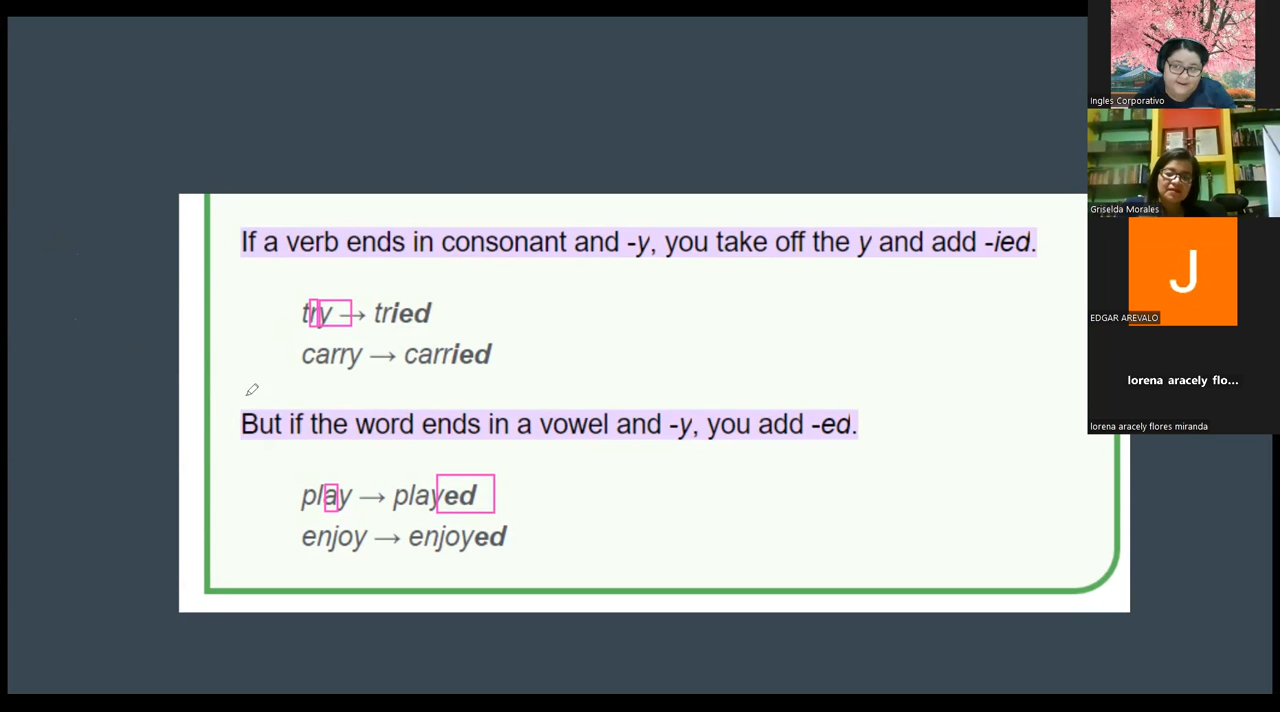 If a verb ends in consonant and -y, you take off the y and add -ied.
try → tried
carry → carried
But if the word ends in a vowel and -y, you add -ed.
play → played
enjoy → enjoyed
Ingles Corporativo
Griselda Morales
J
EDGAR AREVALO
lorena aracely flo...
lorena aracely flores miranda